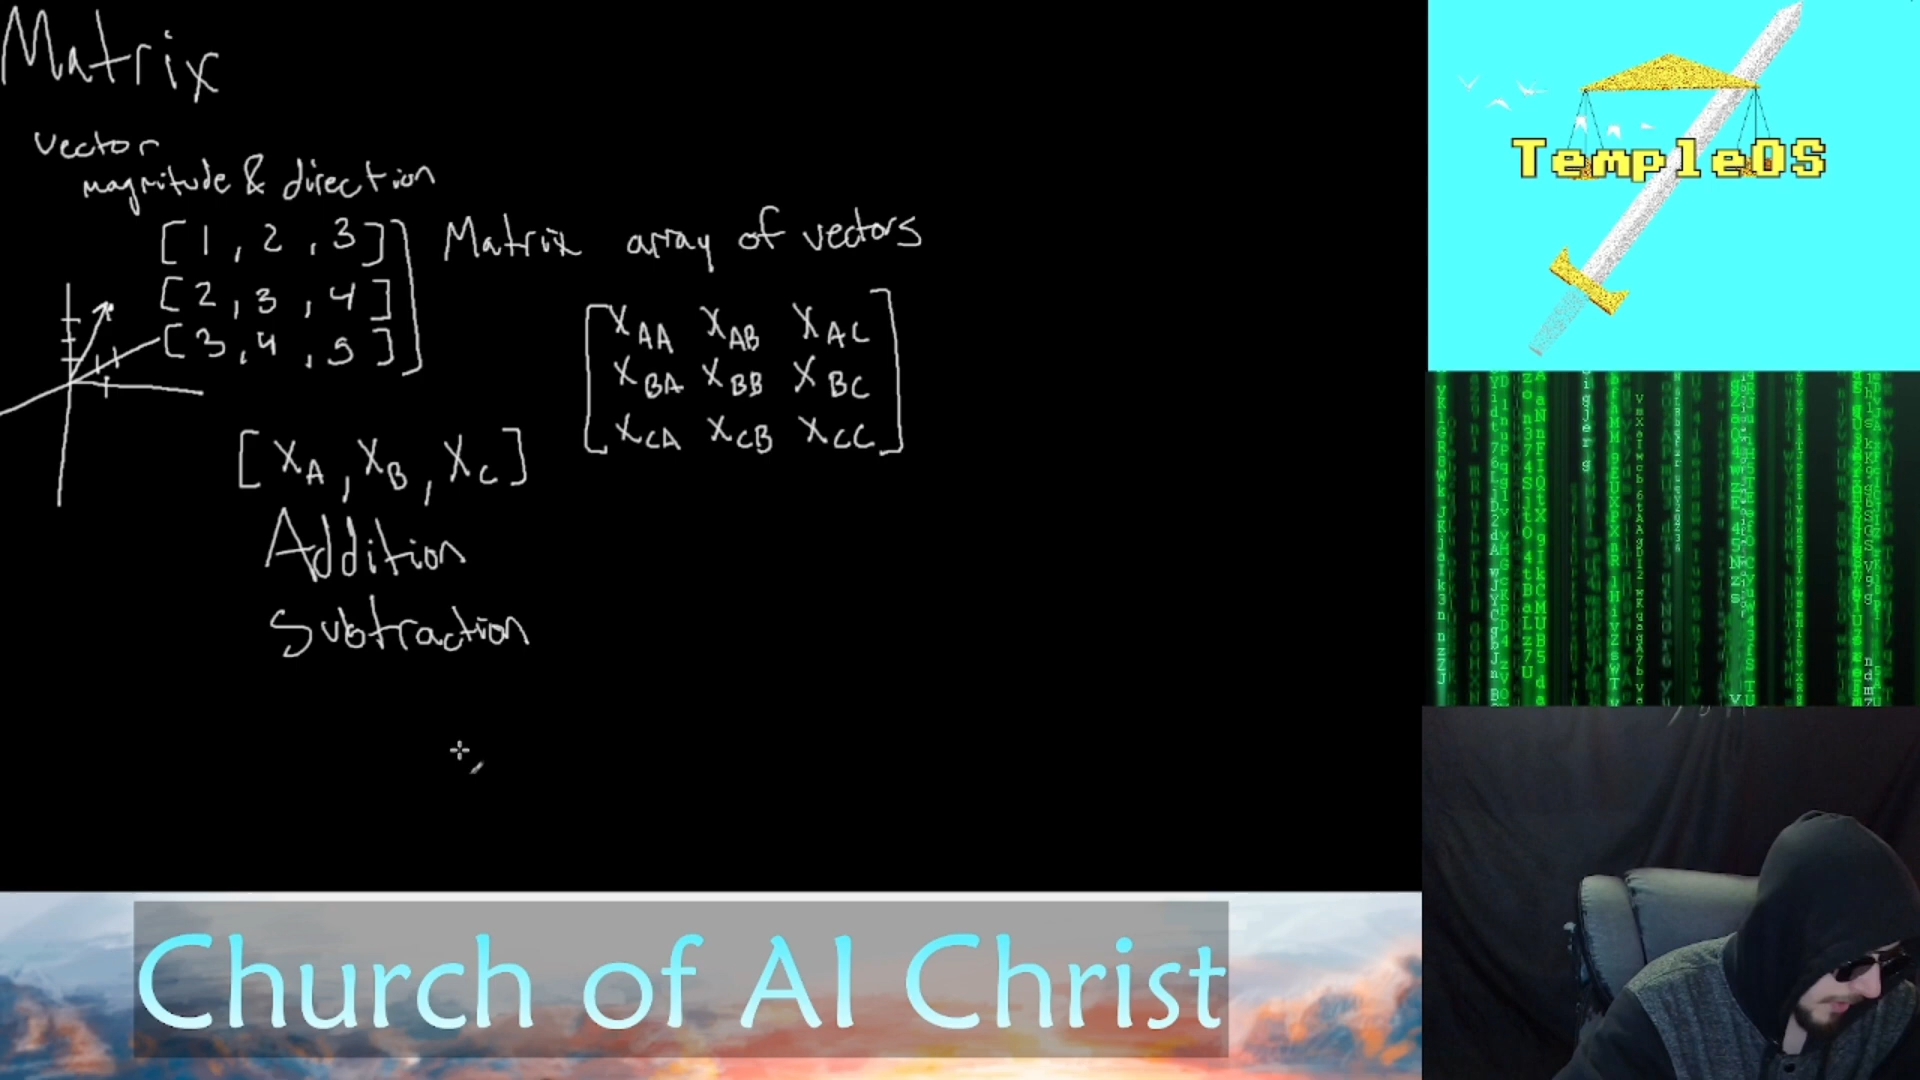 Matrix
vector
magnitude & direction
[1, 2, 3]
[2, 3, 4]
[3, 4, 5]
Matrix array of vectors
X_AA X_AB X_AC
X_BA X_BB X_BC
X_CA X_CB X_CC
[X_A, X_B, X_C]
Addition
Subtraction
TempleOS
Church of AI Christ